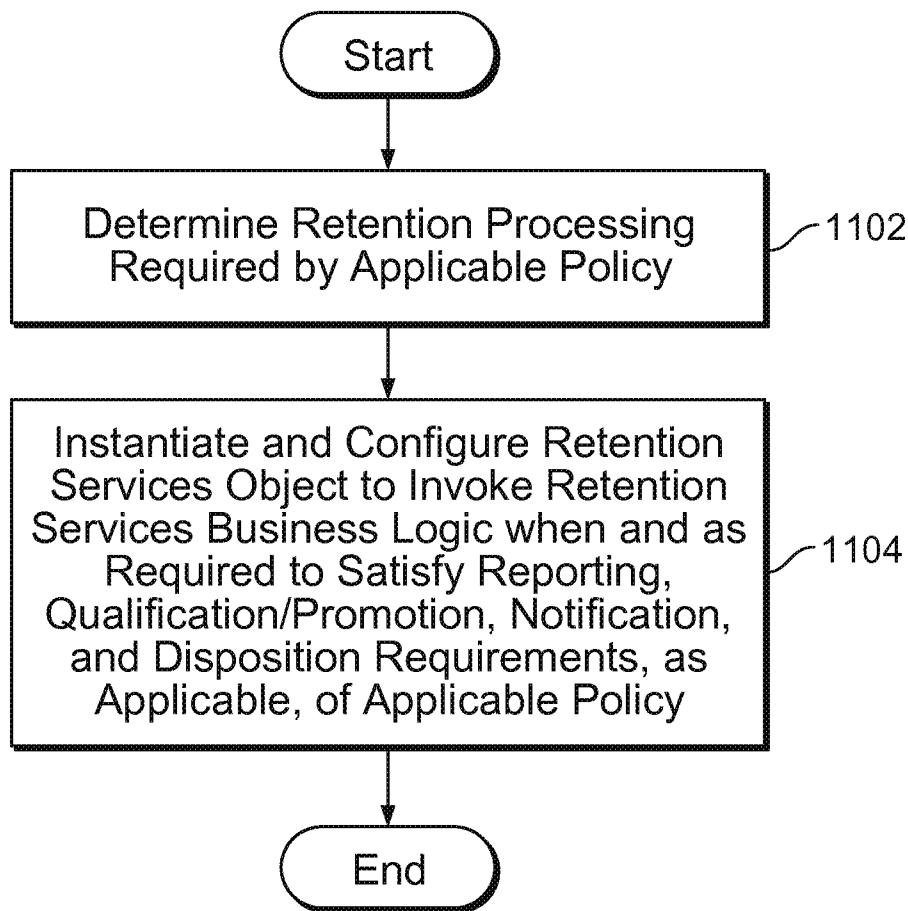 Start
Determine Retention Processing
Required by Applicable Policy
1102
Instantiate and Configure Retention
Services Object to Invoke Retention
Services Business Logic when and as
Required to Satisfy Reporting,
Qualification/Promotion, Notification,
and Disposition Requirements, as
Applicable, of Applicable Policy
1104
End